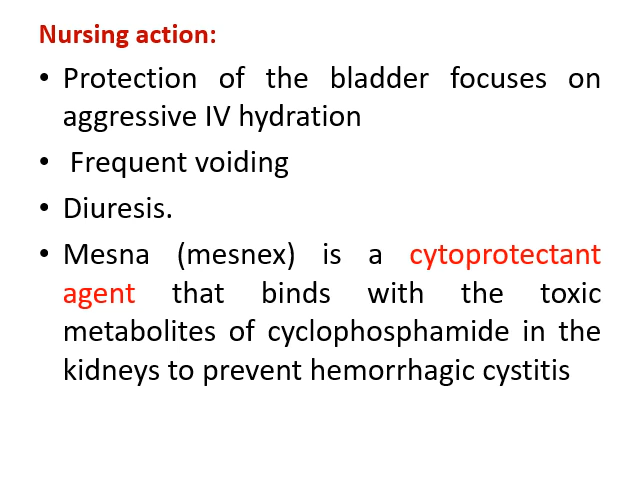 Nursing action:
• Protection of the bladder focuses on
aggressive IV hydration
• Frequent voiding
• Diuresis.
• Mesna (mesnex) is a cytoprotectant
agent that binds with the toxic
metabolites of cyclophosphamide in the
kidneys to prevent hemorrhagic cystitis